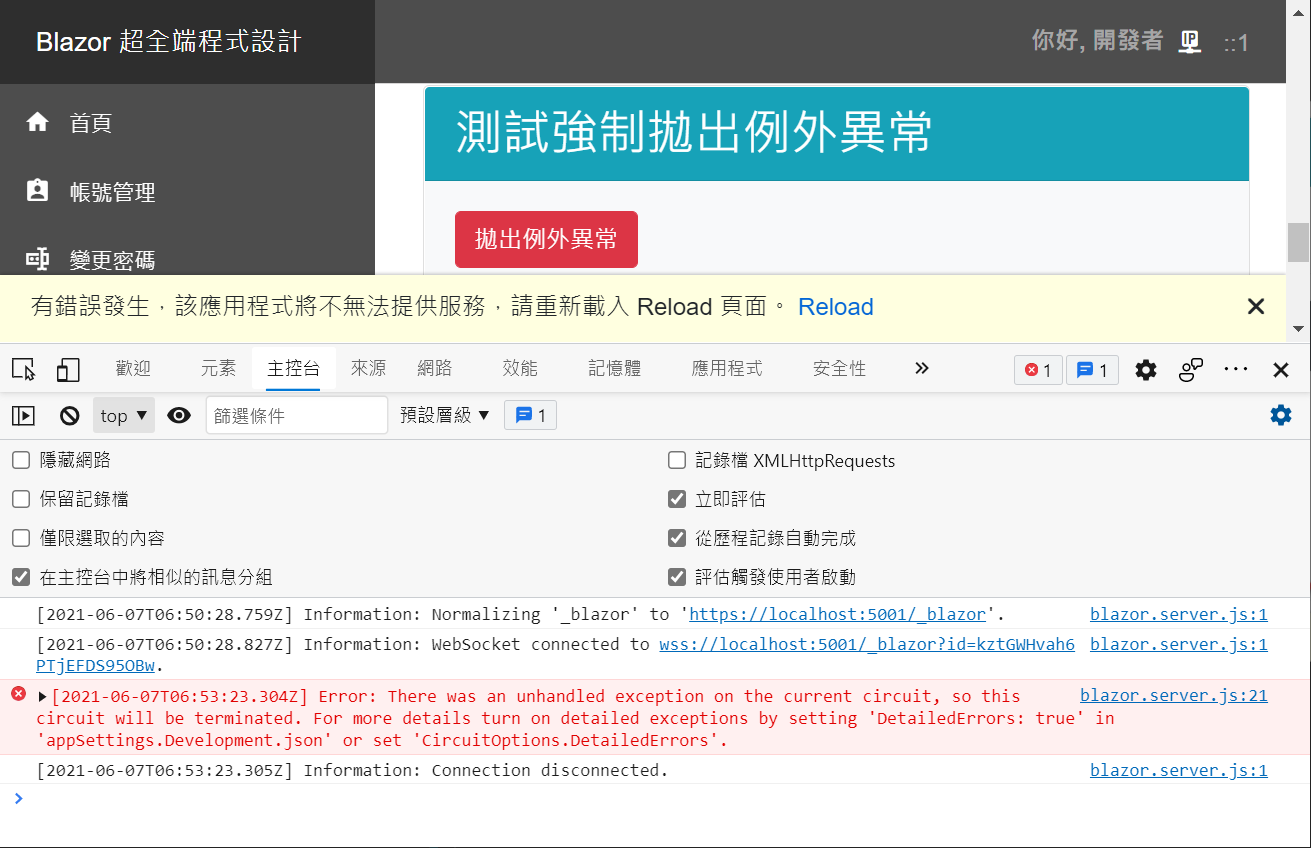 Blazor 超全端程式設計
你好, 開發者 IP ::1
首頁
帳號管理
變更密碼
測試強制拋出例外異常
拋出例外異常
有錯誤發生，該應用程式將不無法提供服務，請重新載入 Reload 頁面。 Reload
歡迎 元素 主控台 來源 網路 效能 記憶體 應用程式 安全性 1 1
top 篩選條件 預設層級 1
隱藏網路 記錄檔 XMLHttpRequests
保留記錄檔 立即評估
僅限選取的內容 從歷程記錄自動完成
在主控台中將相似的訊息分組 評估觸發使用者啟動
[2021-06-07T06:50:28.759Z] Information: Normalizing '_blazor' to 'https://localhost:5001/_blazor'. blazor.server.js:1
[2021-06-07T06:50:28.827Z] Information: WebSocket connected to wss://localhost:5001/_blazor?id=kztGWHvah6 blazor.server.js:1
PTjEFDS95OBw.
[2021-06-07T06:53:23.304Z] Error: There was an unhandled exception on the current circuit, so this blazor.server.js:21
circuit will be terminated. For more details turn on detailed exceptions by setting 'DetailedErrors: true' in
'appSettings.Development.json' or set 'CircuitOptions.DetailedErrors'.
[2021-06-07T06:53:23.305Z] Information: Connection disconnected. blazor.server.js:1